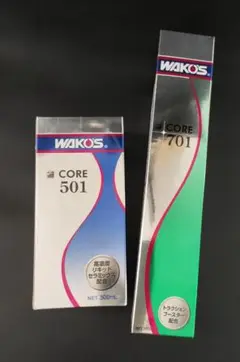 WAKO'S®
CORE
501
高濃度
リキッド
セラミックス
配合
NET 300mL
WAKO'S®
CORE
701
トラクション
ブースター
配合